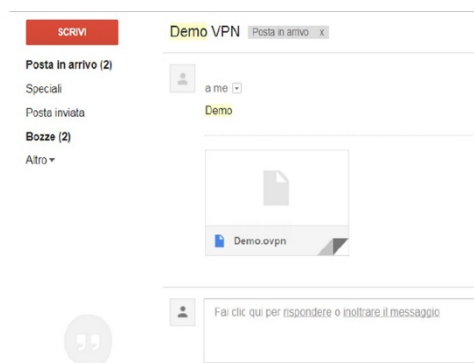 SCRIVI
Posta in arrivo (2)
Speciali
Posta inviata
Bozze (2)
Altro
Demo VPN Posta in arrivo x
a me
Demo
Demo.ovpn
Fai clic qui per rispondere o inoltrare il messaggio